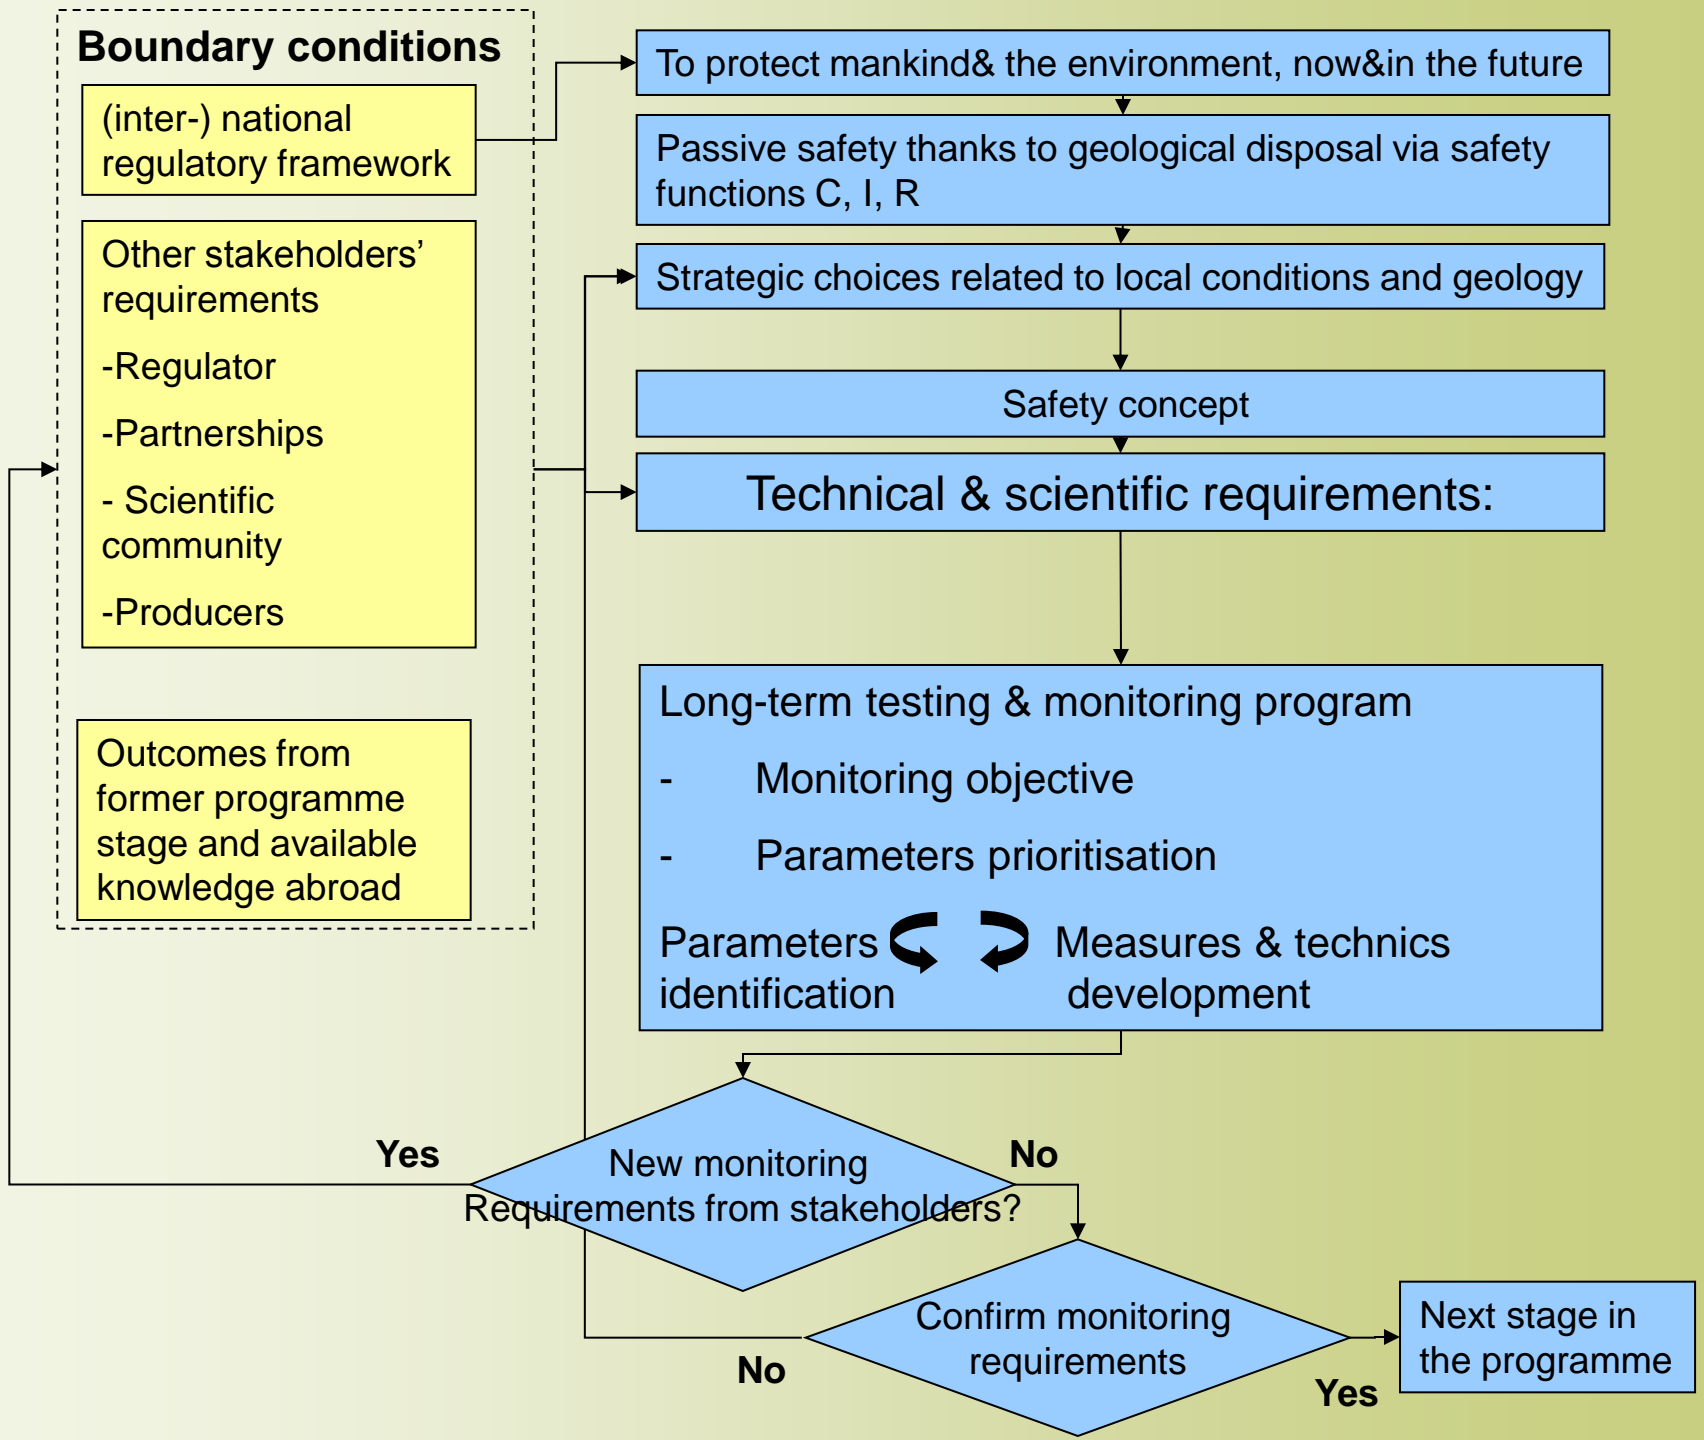 Boundary conditions
(inter-) national
regulatory framework
Other stakeholders’
requirements
-Regulator
-Partnerships
- Scientific
community
-Producers
Outcomes from
former programme
stage and available
knowledge abroad
To protect mankind& the environment, now&in the future
Passive safety thanks to geological disposal via safety
functions C, I, R
Strategic choices related to local conditions and geology
Safety concept
Technical & scientific requirements:
Long-term testing & monitoring program
- Monitoring objective
- Parameters prioritisation
Parameters
identification
Measures & technics
development
Yes
New monitoring
Requirements from stakeholders?
No
Confirm monitoring
requirements
No
Yes
Next stage in
the programme